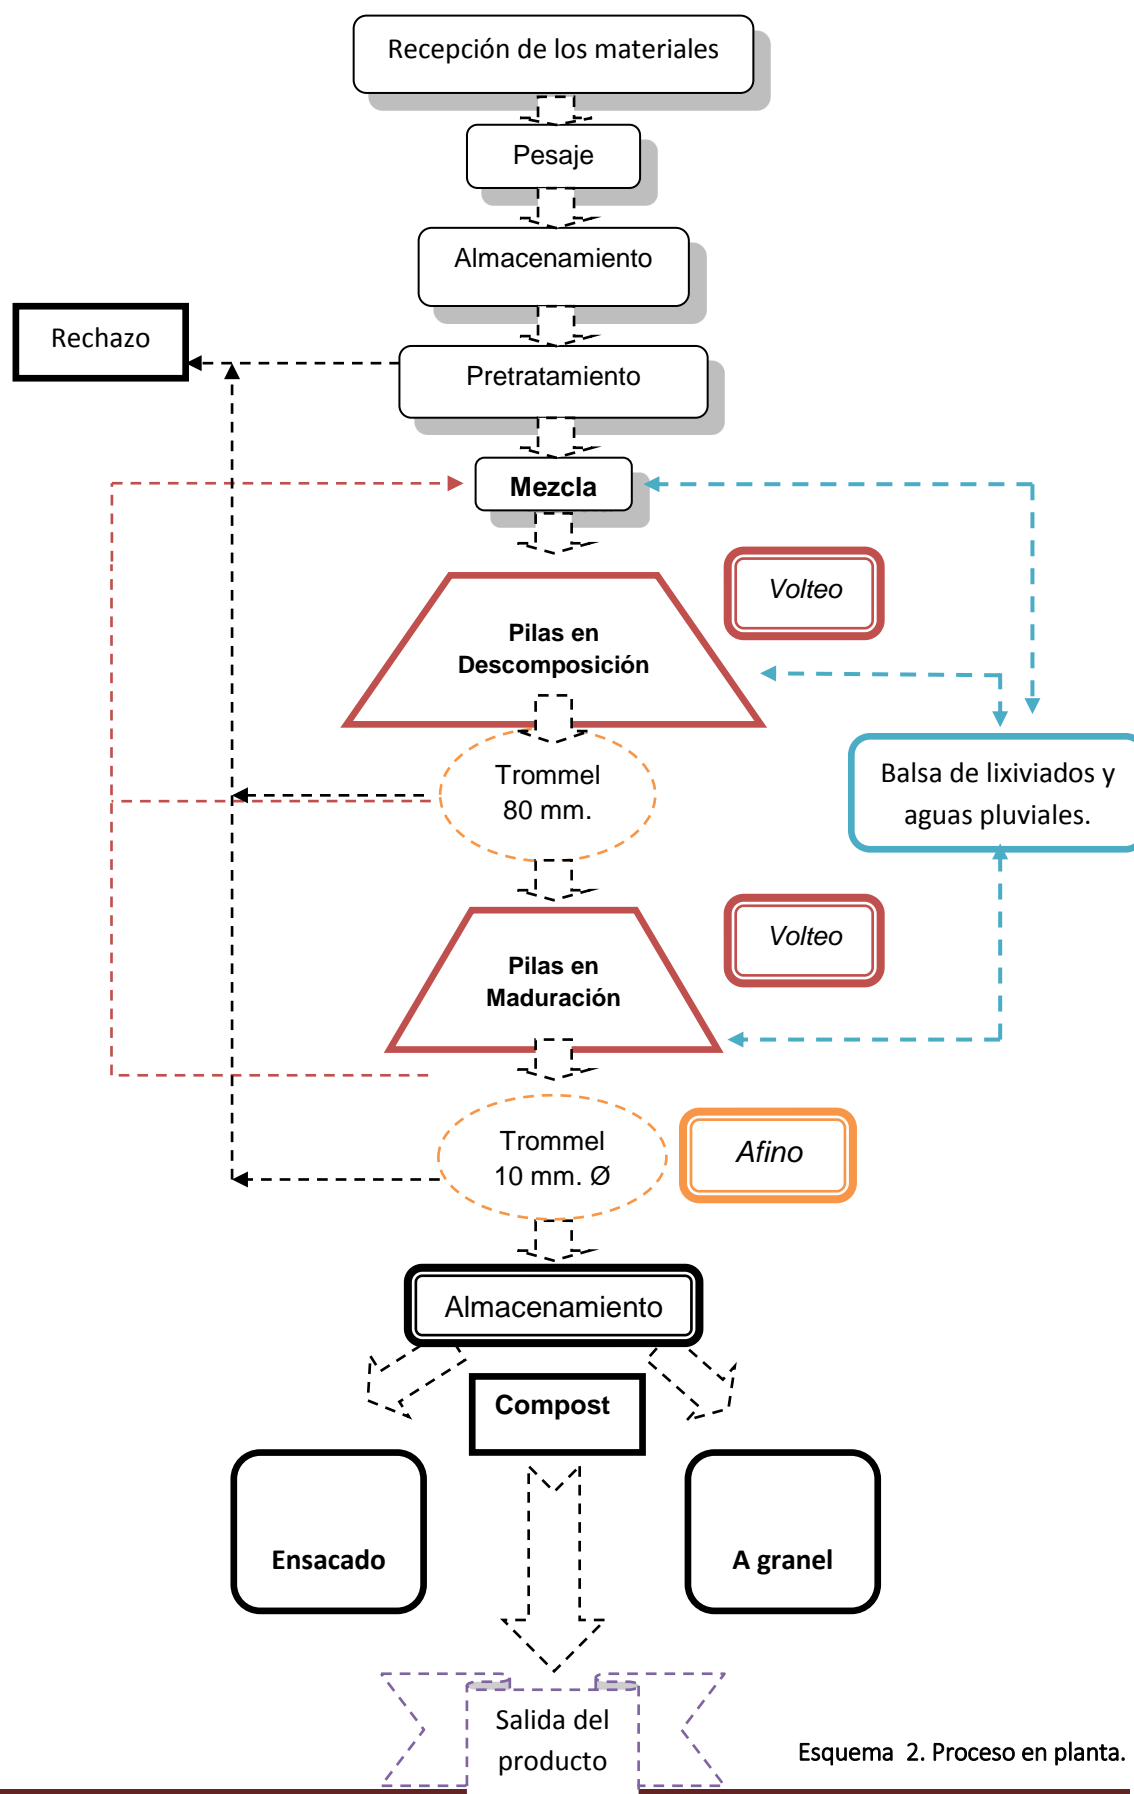 Recepción de los materiales
Pesaje
Almacenamiento
Rechazo
Pretratamiento
Mezcla
Volteo
Pilas en
Descomposición
Trommel
80 mm.
Balsa de lixiviados y
aguas pluviales.
Volteo
Pilas en
Maduración
Trommel
10 mm. Ø
Afino
Almacenamiento
Compost
Ensacado
A granel
Salida del
producto
Esquema 2. Proceso en planta.